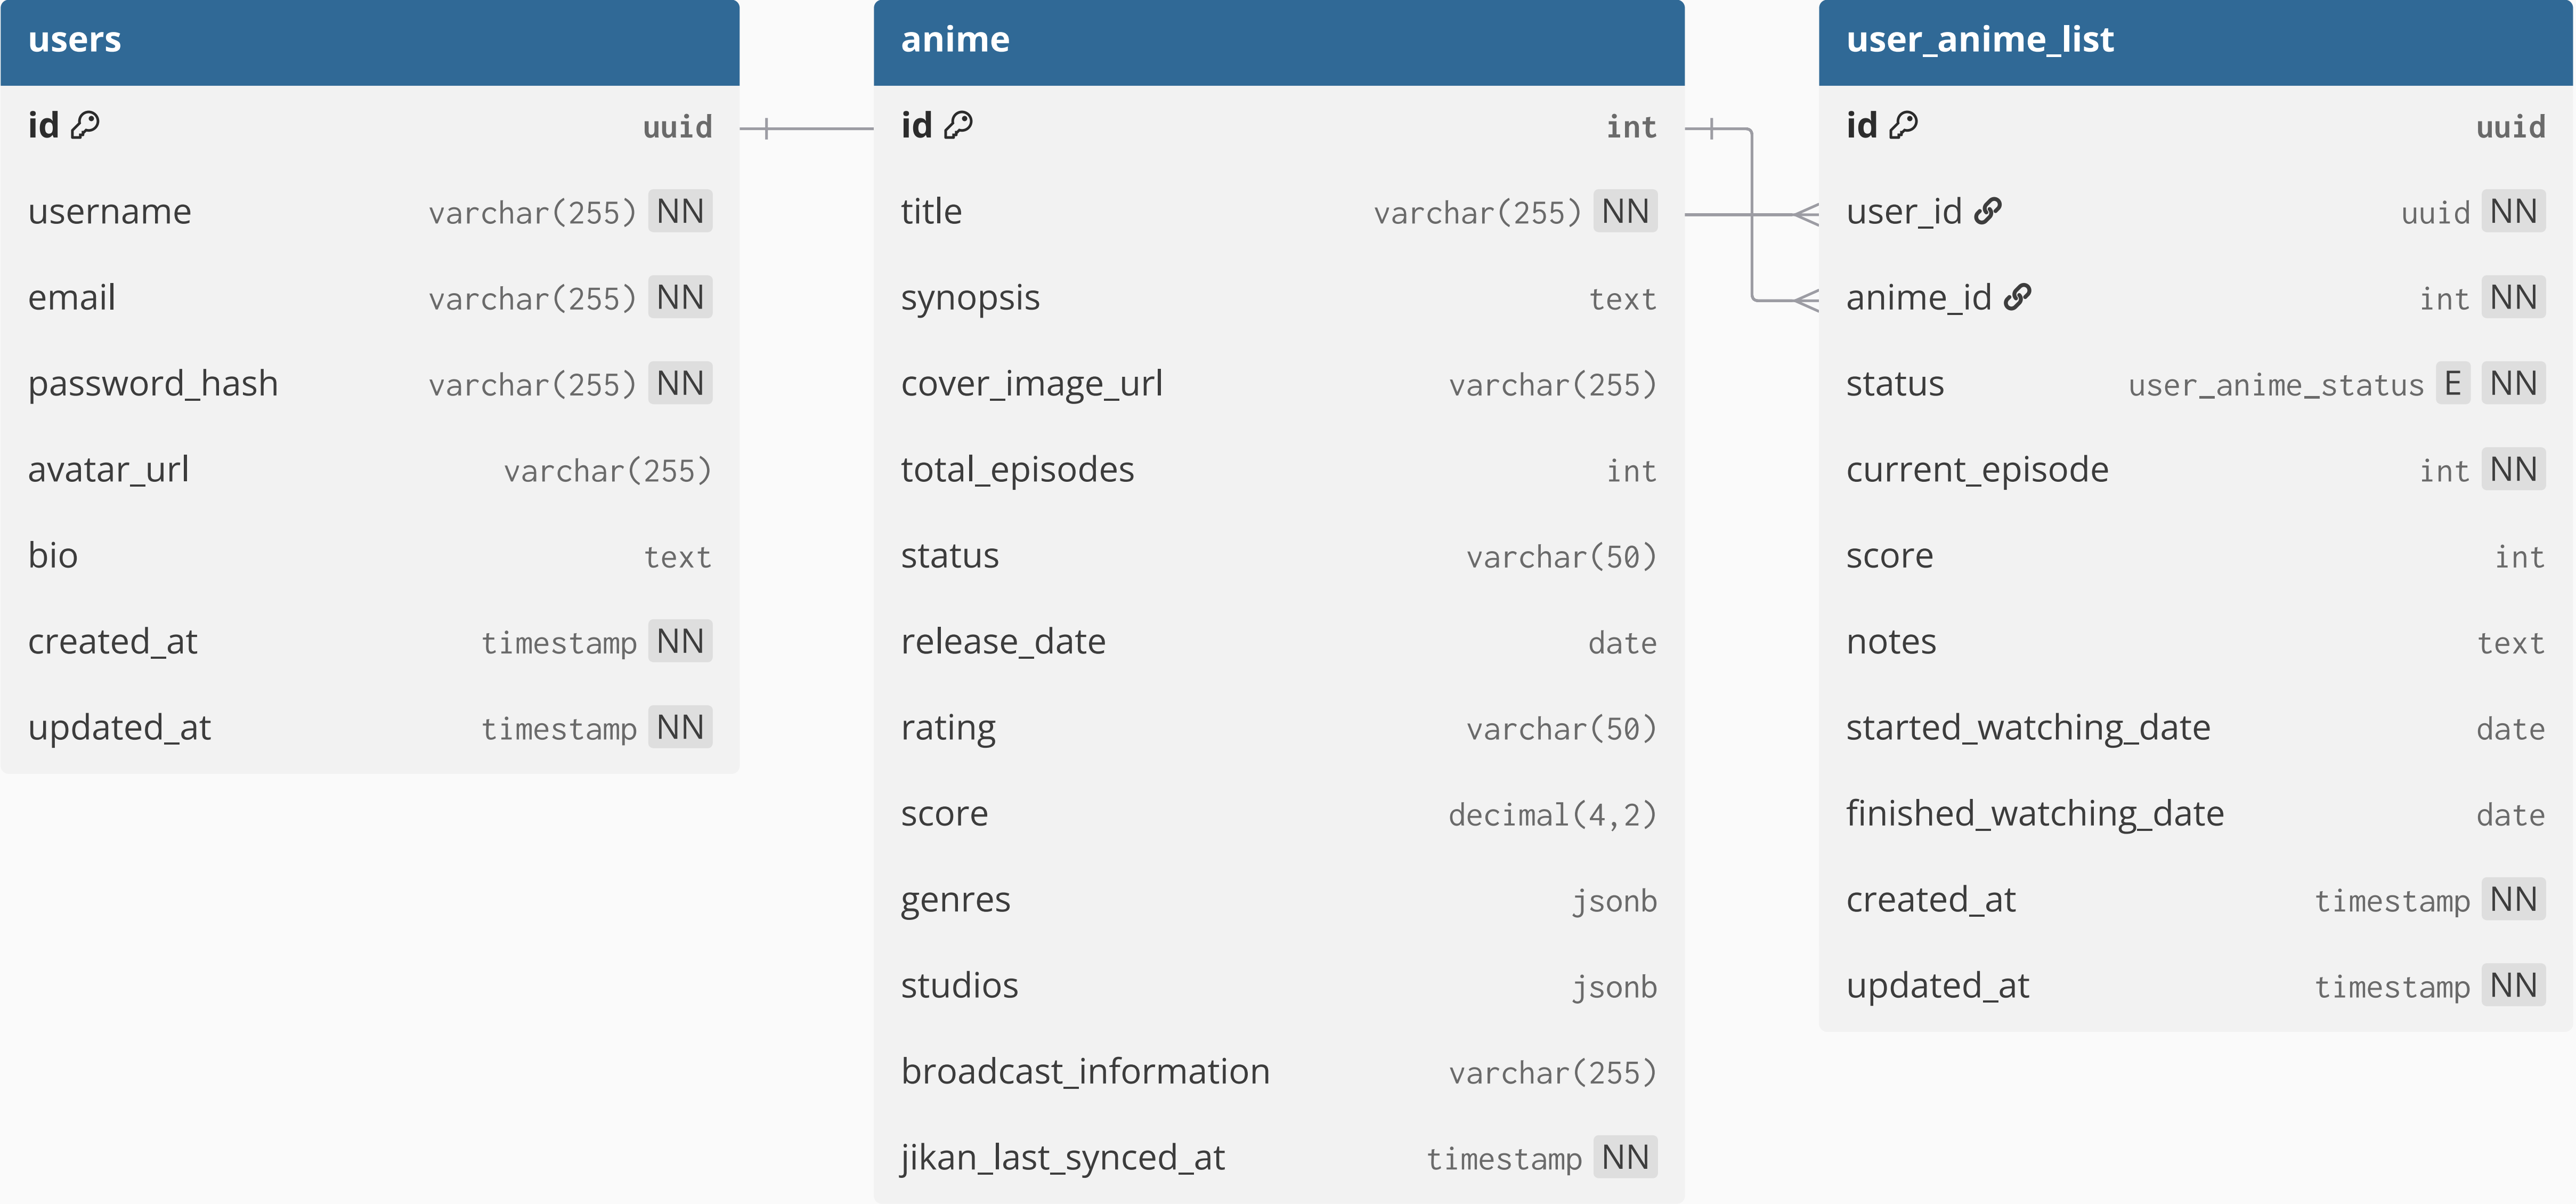 users
id uuid
username varchar(255) NN
email varchar(255) NN
password_hash varchar(255) NN
avatar_url varchar(255)
bio text
created_at timestamp NN
updated_at timestamp NN
anime
id int
title varchar(255) NN
synopsis text
cover_image_url varchar(255)
total_episodes int
status varchar(50)
release_date date
rating varchar(50)
score decimal(4,2)
genres jsonb
studios jsonb
broadcast_information varchar(255)
jikan_last_synced_at timestamp NN
user_anime_list
id uuid
user_id uuid NN
anime_id int NN
status user_anime_status E NN
current_episode int NN
score int
notes text
started_watching_date date
finished_watching_date date
created_at timestamp NN
updated_at timestamp NN